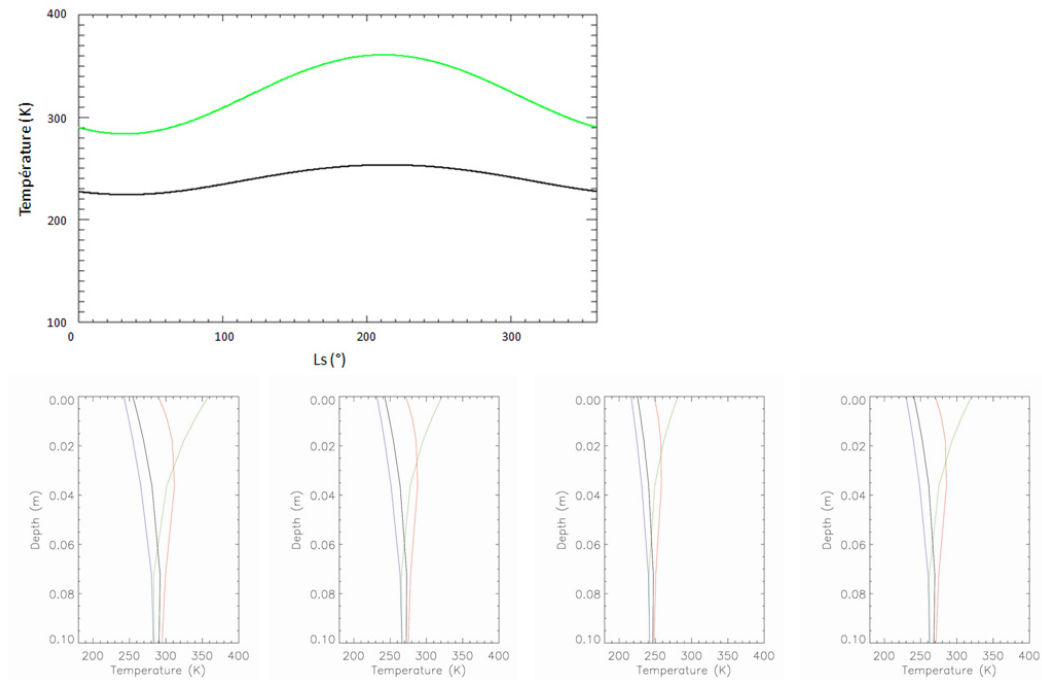 400
300
200
100
Température (K)
0 100 200 300
Ls (°)
0.00 0.00 0.00 0.00
0.02 0.02 0.02 0.02
0.04 0.04 0.04 0.04
Depth (m) Depth (m) Depth (m) Depth (m)
0.06 0.06 0.06 0.06
0.08 0.08 0.08 0.08
0.10 0.10 0.10 0.10
200 250 300 350 400 200 250 300 350 400 200 250 300 350 400 200 250 300 350 400
Temperature (K) Temperature (K) Temperature (K) Temperature (K)